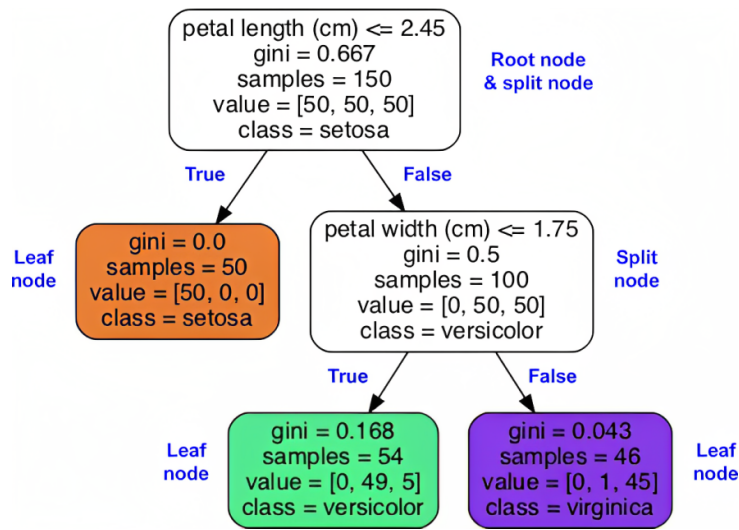 petal length (cm) <= 2.45
gini = 0.667
samples = 150
value = [50, 50, 50]
class = setosa
Root node
& split node
True
False
Leaf
node
gini = 0.0
samples = 50
value = [50, 0, 0]
class = setosa
petal width (cm) <= 1.75
gini = 0.5
samples = 100
value = [0, 50, 50]
class = versicolor
Split
node
True
False
Leaf
node
gini = 0.168
samples = 54
value = [0, 49, 5]
class = versicolor
gini = 0.043
samples = 46
value = [0, 1, 45]
class = virginica
Leaf
node